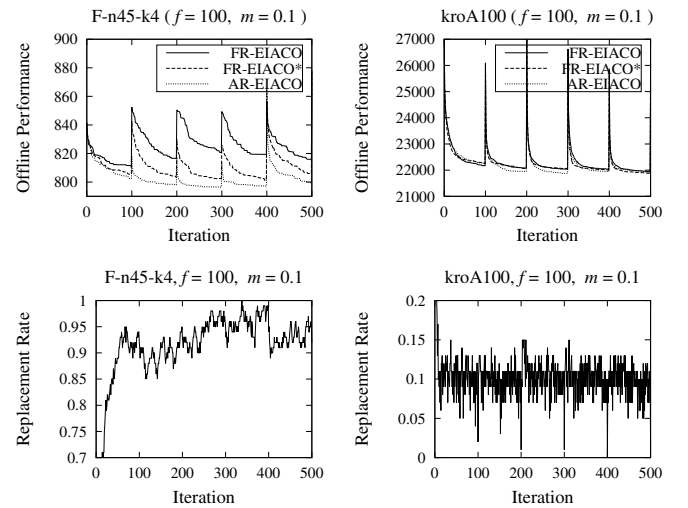 F-n45-k4 ( f = 100, m = 0.1 )
Offline Performance
900
880
860
840
820
800
FR-EIACO
FR-EIACO*
AR-EIACO
0 100 200 300 400 500
Iteration
kroA100 ( f = 100, m = 0.1 )
Offline Performance
27000
26000
25000
24000
23000
22000
21000
FR-EIACO
FR-EIACO*
AR-EIACO
0 100 200 300 400 500
Iteration
F-n45-k4, f = 100, m = 0.1
Replacement Rate
1
0.95
0.9
0.85
0.8
0.75
0.7
0 100 200 300 400 500
Iteration
kroA100, f = 100, m = 0.1
Replacement Rate
0.2
0.15
0.1
0.05
0
0 100 200 300 400 500
Iteration